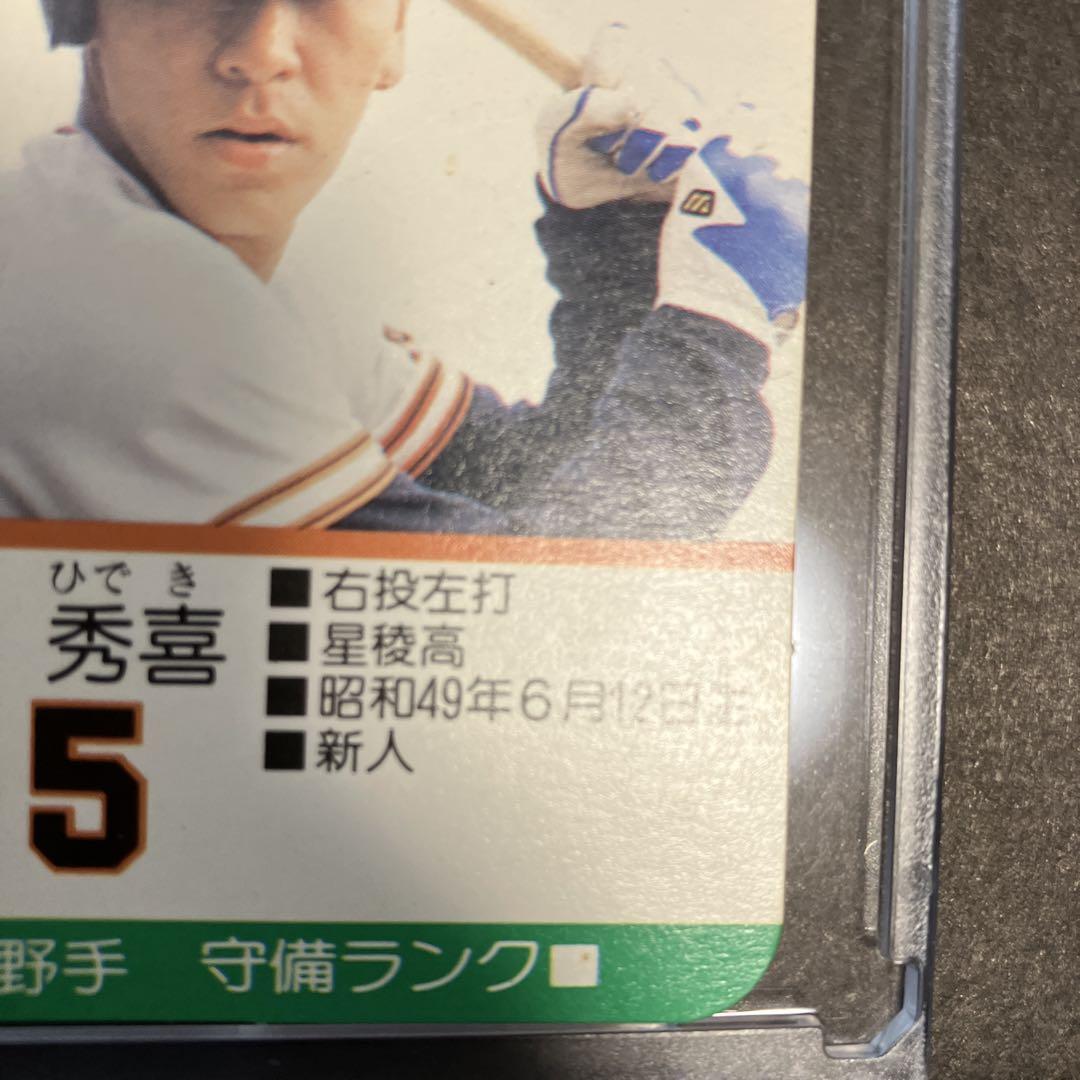 ひでき
秀喜
■右投左打
■星稜高
■昭和49年6月12日生
■新人
5
野手 守備ランク